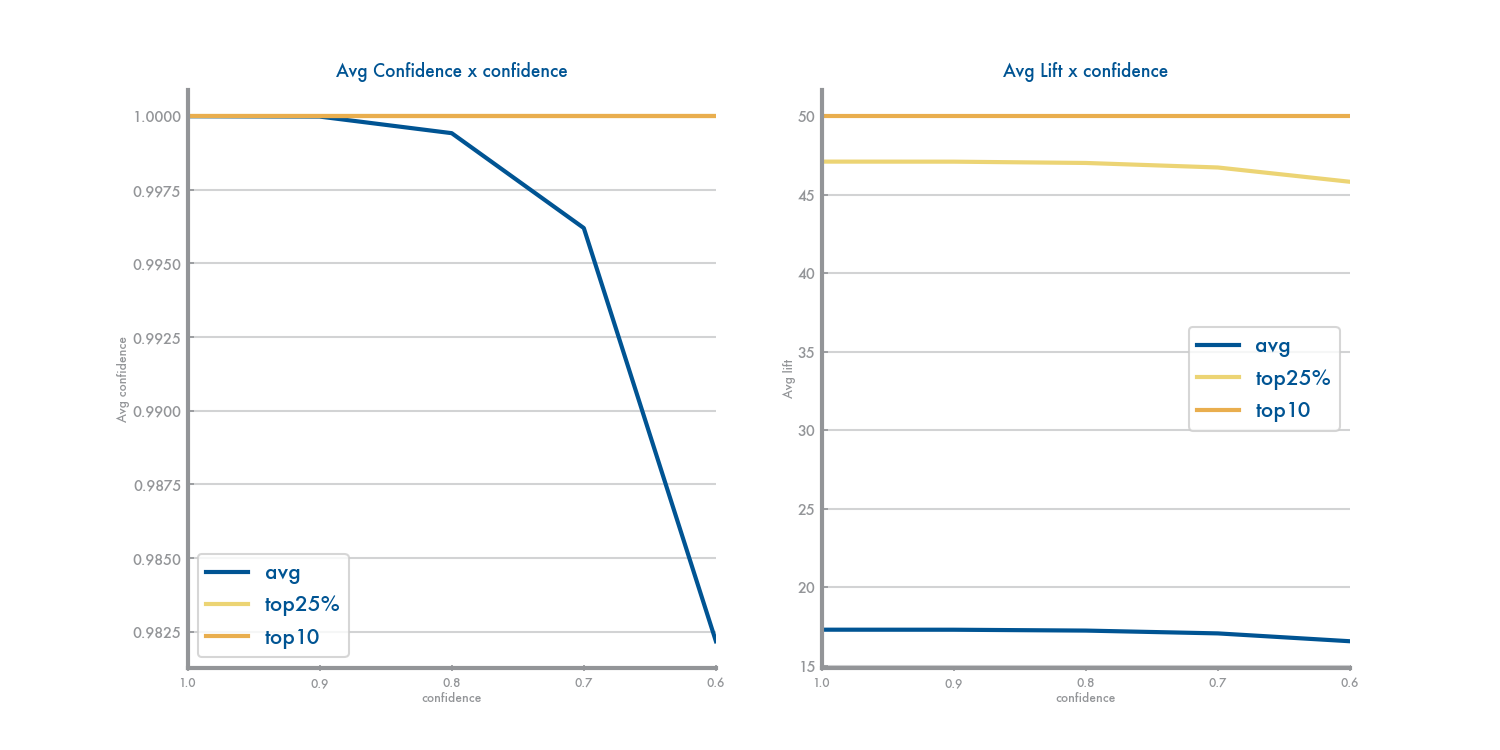 Avg Confidence x confidence
1.0000
0.9975
0.9950
0.9925
0.9900
0.9875
0.9850
0.9825
Avg confidence
avg
top25%
top10
1.0
0.9
0.8
0.7
0.6
confidence
Avg Lift x confidence
50
45
40
35
30
25
20
15
Avg lift
avg
top25%
top10
1.0
0.9
0.8
0.7
0.6
confidence